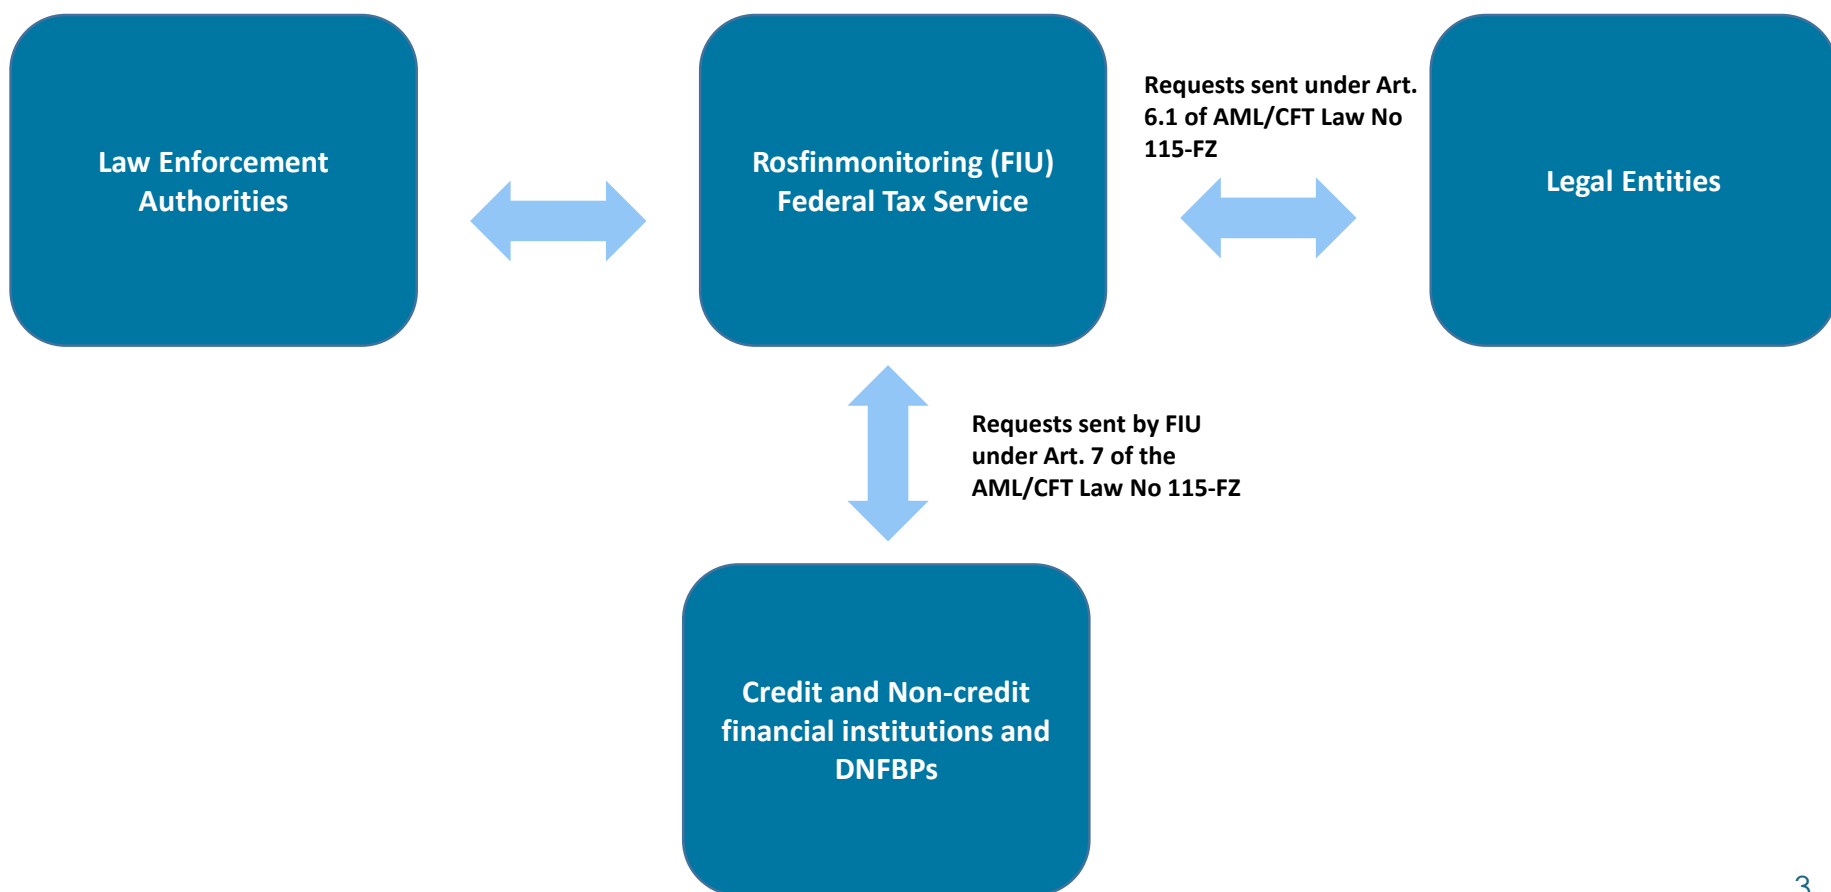 Law Enforcement
Authorities
Rosfinmonitoring (FIU)
Federal Tax Service
Requests sent under Art.
6.1 of AML/CFT Law No
115-FZ
Legal Entities
Requests sent by FIU
under Art. 7 of the
AML/CFT Law No 115-FZ
Credit and Non-credit
financial institutions and
DNFBPs
3